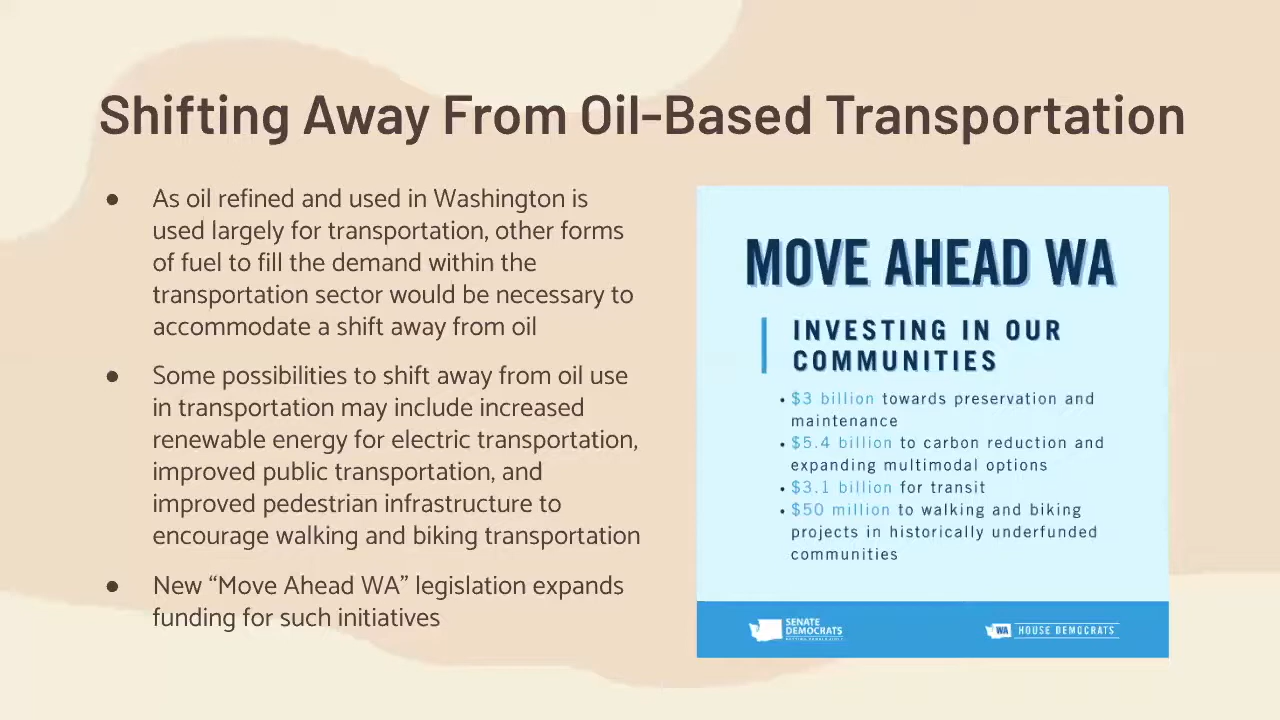 Shifting Away From Oil-Based Transportation
● As oil refined and used in Washington is
used largely for transportation, other forms
of fuel to fill the demand within the
transportation sector would be necessary to
accommodate a shift away from oil
● Some possibilities to shift away from oil use
in transportation may include increased
renewable energy for electric transportation,
improved public transportation, and
improved pedestrian infrastructure to
encourage walking and biking transportation
● New “Move Ahead WA” legislation expands
funding for such initiatives
MOVE AHEAD WA
INVESTING IN OUR
COMMUNITIES
• $3 billion towards preservation and
maintenance
• $5.4 billion to carbon reduction and
expanding multimodal options
• $3.1 billion for transit
• $50 million to walking and biking
projects in historically underfunded
communities
SENATE
DEMOCRATS
WA HOUSE DEMOCRATS